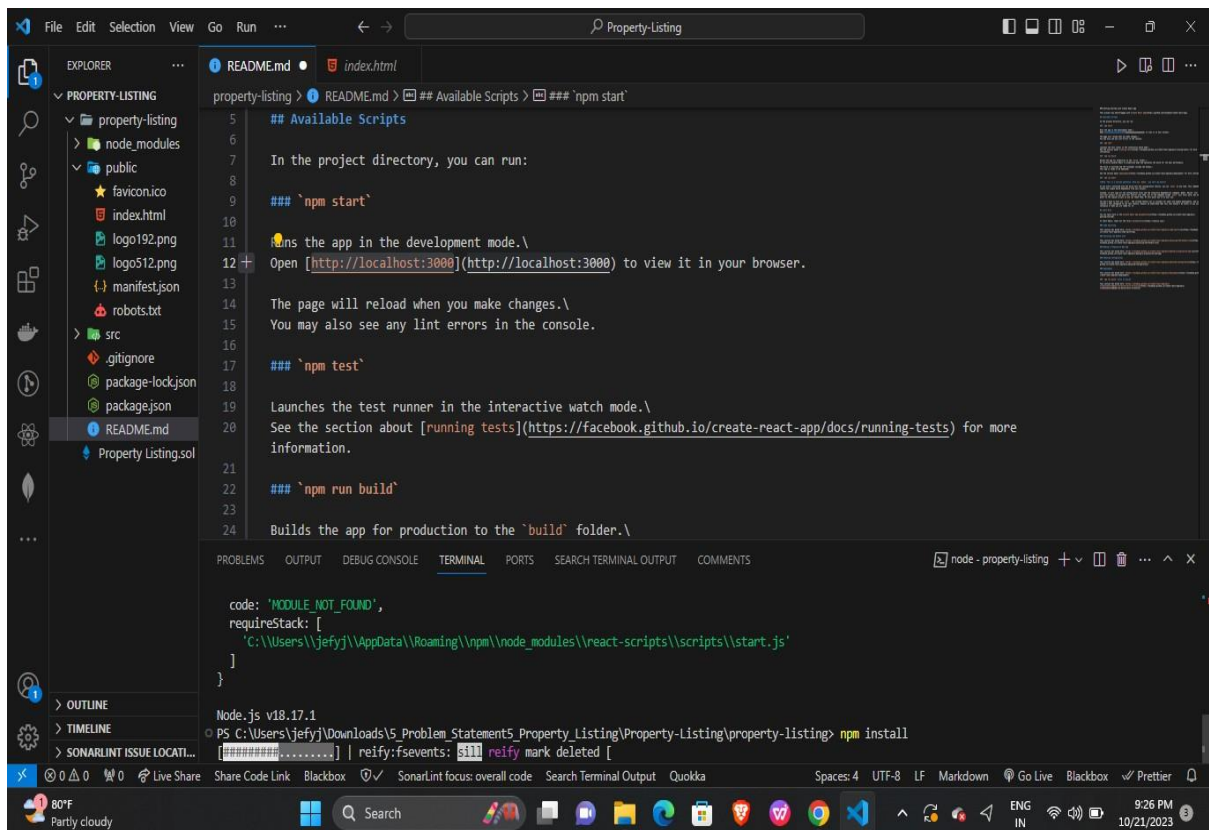 File Edit Selection View Go Run ··· Property-Listing
EXPLORER
README.md index.html
PROPERTY-LISTING
property-listing > README.md > ## Available Scripts > ### `npm start`
property-listing
node_modules
public
favicon.ico
index.html
logo192.png
logo512.png
manifest.json
robots.txt
src
.gitignore
package-lock.json
package.json
README.md
Property Listing.sol
5 ## Available Scripts
6
7 In the project directory, you can run:
8
9 ### `npm start`
10
11 Runs the app in the development mode.\
12 Open [http://localhost:3000](http://localhost:3000) to view it in your browser.
13
14 The page will reload when you make changes.\
15 You may also see any lint errors in the console.
16
17 ### `npm test`
18
19 Launches the test runner in the interactive watch mode.\
20 See the section about [running tests](https://facebook.github.io/create-react-app/docs/running-tests) for more
information.
21
22 ### `npm run build`
23
24 Builds the app for production to the `build` folder.\
PROBLEMS OUTPUT DEBUG CONSOLE TERMINAL PORTS SEARCH TERMINAL OUTPUT COMMENTS node - property-listing
code: 'MODULE_NOT_FOUND',
requireStack: [
'C:\\Users\\jefyj\\AppData\\Roaming\\npm\\node_modules\\react-scripts\\scripts\\start.js'
]
}
Node.js v18.17.1
PS C:\Users\jefyj\Downloads\5_Problem_Statement5_Property_Listing\Property-Listing\property-listing> npm install
[#########.........] | reify:fsevents: sill reify mark deleted [
OUTLINE
TIMELINE
SONARLINT ISSUE LOCATI...
0 0 0 Live Share Share Code Link Blackbox SonarLint focus: overall code Search Terminal Output Quokka Spaces: 4 UTF-8 LF Markdown Go Live Blackbox Prettier
80°F
Partly cloudy
Search
ENG
IN
9:26 PM
10/21/2023
3